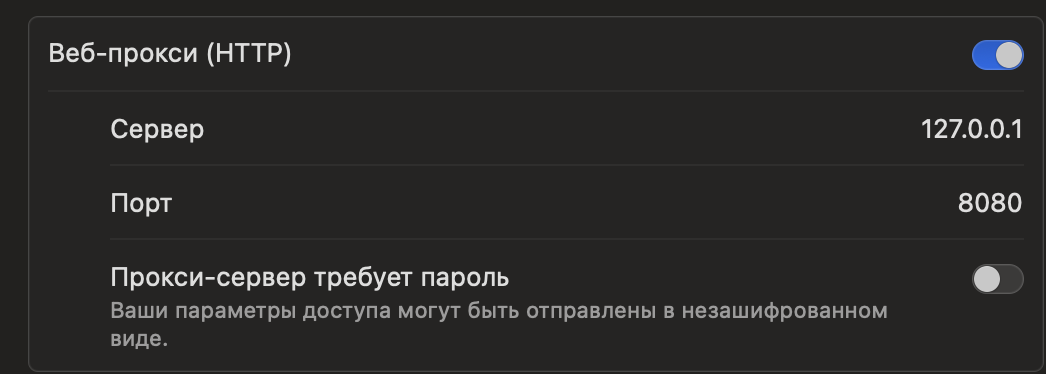 Веб-прокси (HTTP)
Сервер 127.0.0.1
Порт 8080
Прокси-сервер требует пароль
Ваши параметры доступа могут быть отправлены в незашифрованном
виде.